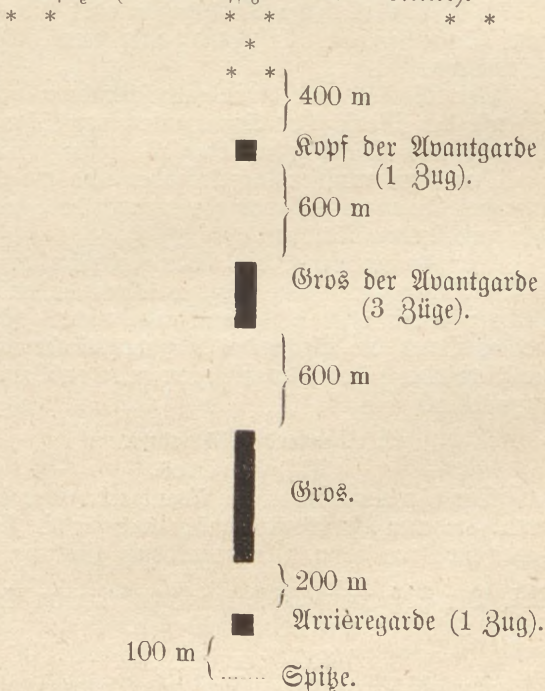 * * * * * *
*
* *
400 m
Kopf der Avantgarde
(1 Zug).
600 m
Gros der Avantgarde
(3 Züge).
600 m
Gros.
200 m
Arrièregarde (1 Zug).
100 m
Spitze.